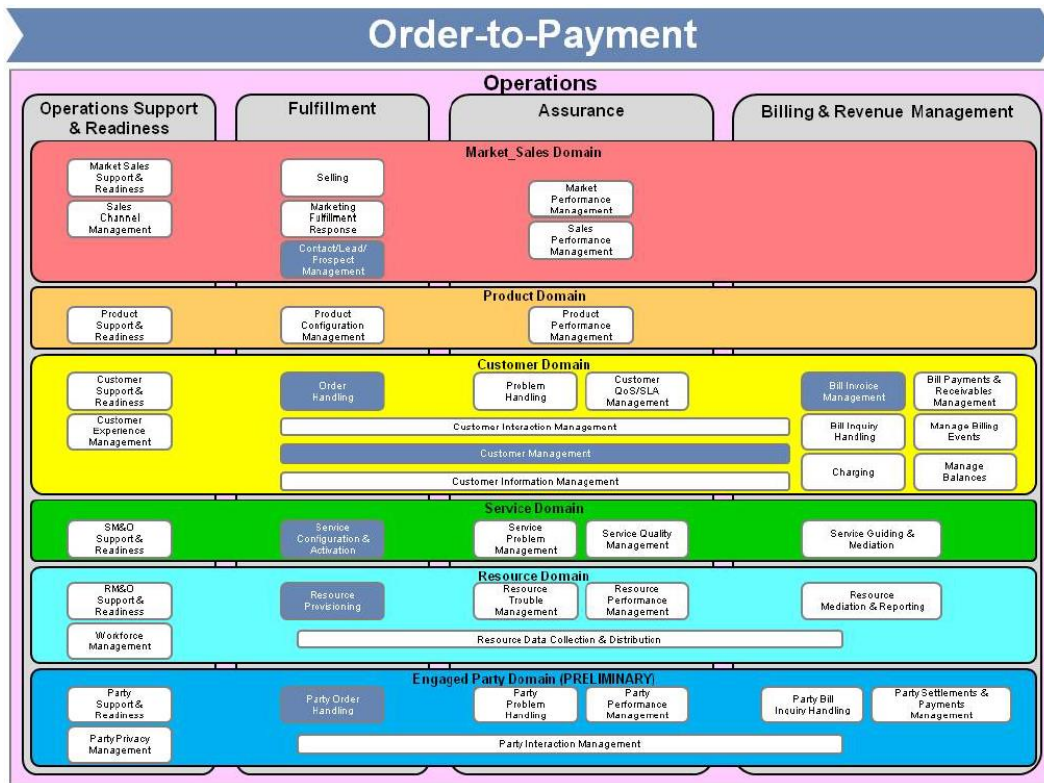 Order-to-Payment
Operations
Operations Support
& Readiness
Fulfillment
Assurance
Billing & Revenue Management
Market_Sales Domain
Market Sales
Support &
Readiness
Selling
Market
Performance
Management
Sales
Channel
Management
Marketing
Fulfillment
Response
Sales
Performance
Management
Contact/Lead/
Prospect
Management
Product Domain
Product
Support &
Readiness
Product
Configuration
Management
Product
Performance
Management
Customer Domain
Customer
Support &
Readiness
Order
Handling
Problem
Handling
Customer
QoS/SLA
Management
Bill Invoice
Management
Bill Payments &
Receivables
Management
Customer
Experience
Management
Customer Interaction Management
Bill Inquiry
Handling
Manage Billing
Events
Customer Management
Customer Information Management
Charging
Manage
Balances
Service Domain
SM&O
Support &
Readiness
Service
Configuration &
Activation
Service
Problem
Management
Service Quality
Management
Service Guiding &
Mediation
Resource Domain
RM&O
Support &
Readiness
Resource
Provisioning
Resource
Trouble
Management
Resource
Performance
Management
Resource
Mediation & Reporting
Workforce
Management
Resource Data Collection & Distribution
Engaged Party Domain (PRELIMINARY)
Party
Support &
Readiness
Party Order
Handling
Party
Problem
Handling
Party
Performance
Management
Party Bill
Inquiry Handling
Party Settlements &
Payments
Management
Party Privacy
Management
Party Interaction Management